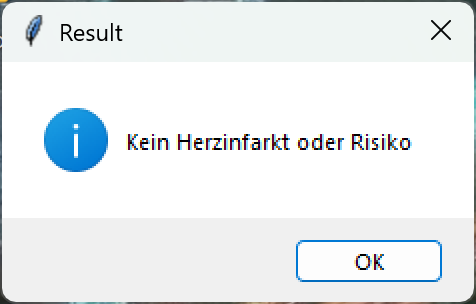 Result
Kein Herzinfarkt oder Risiko
OK